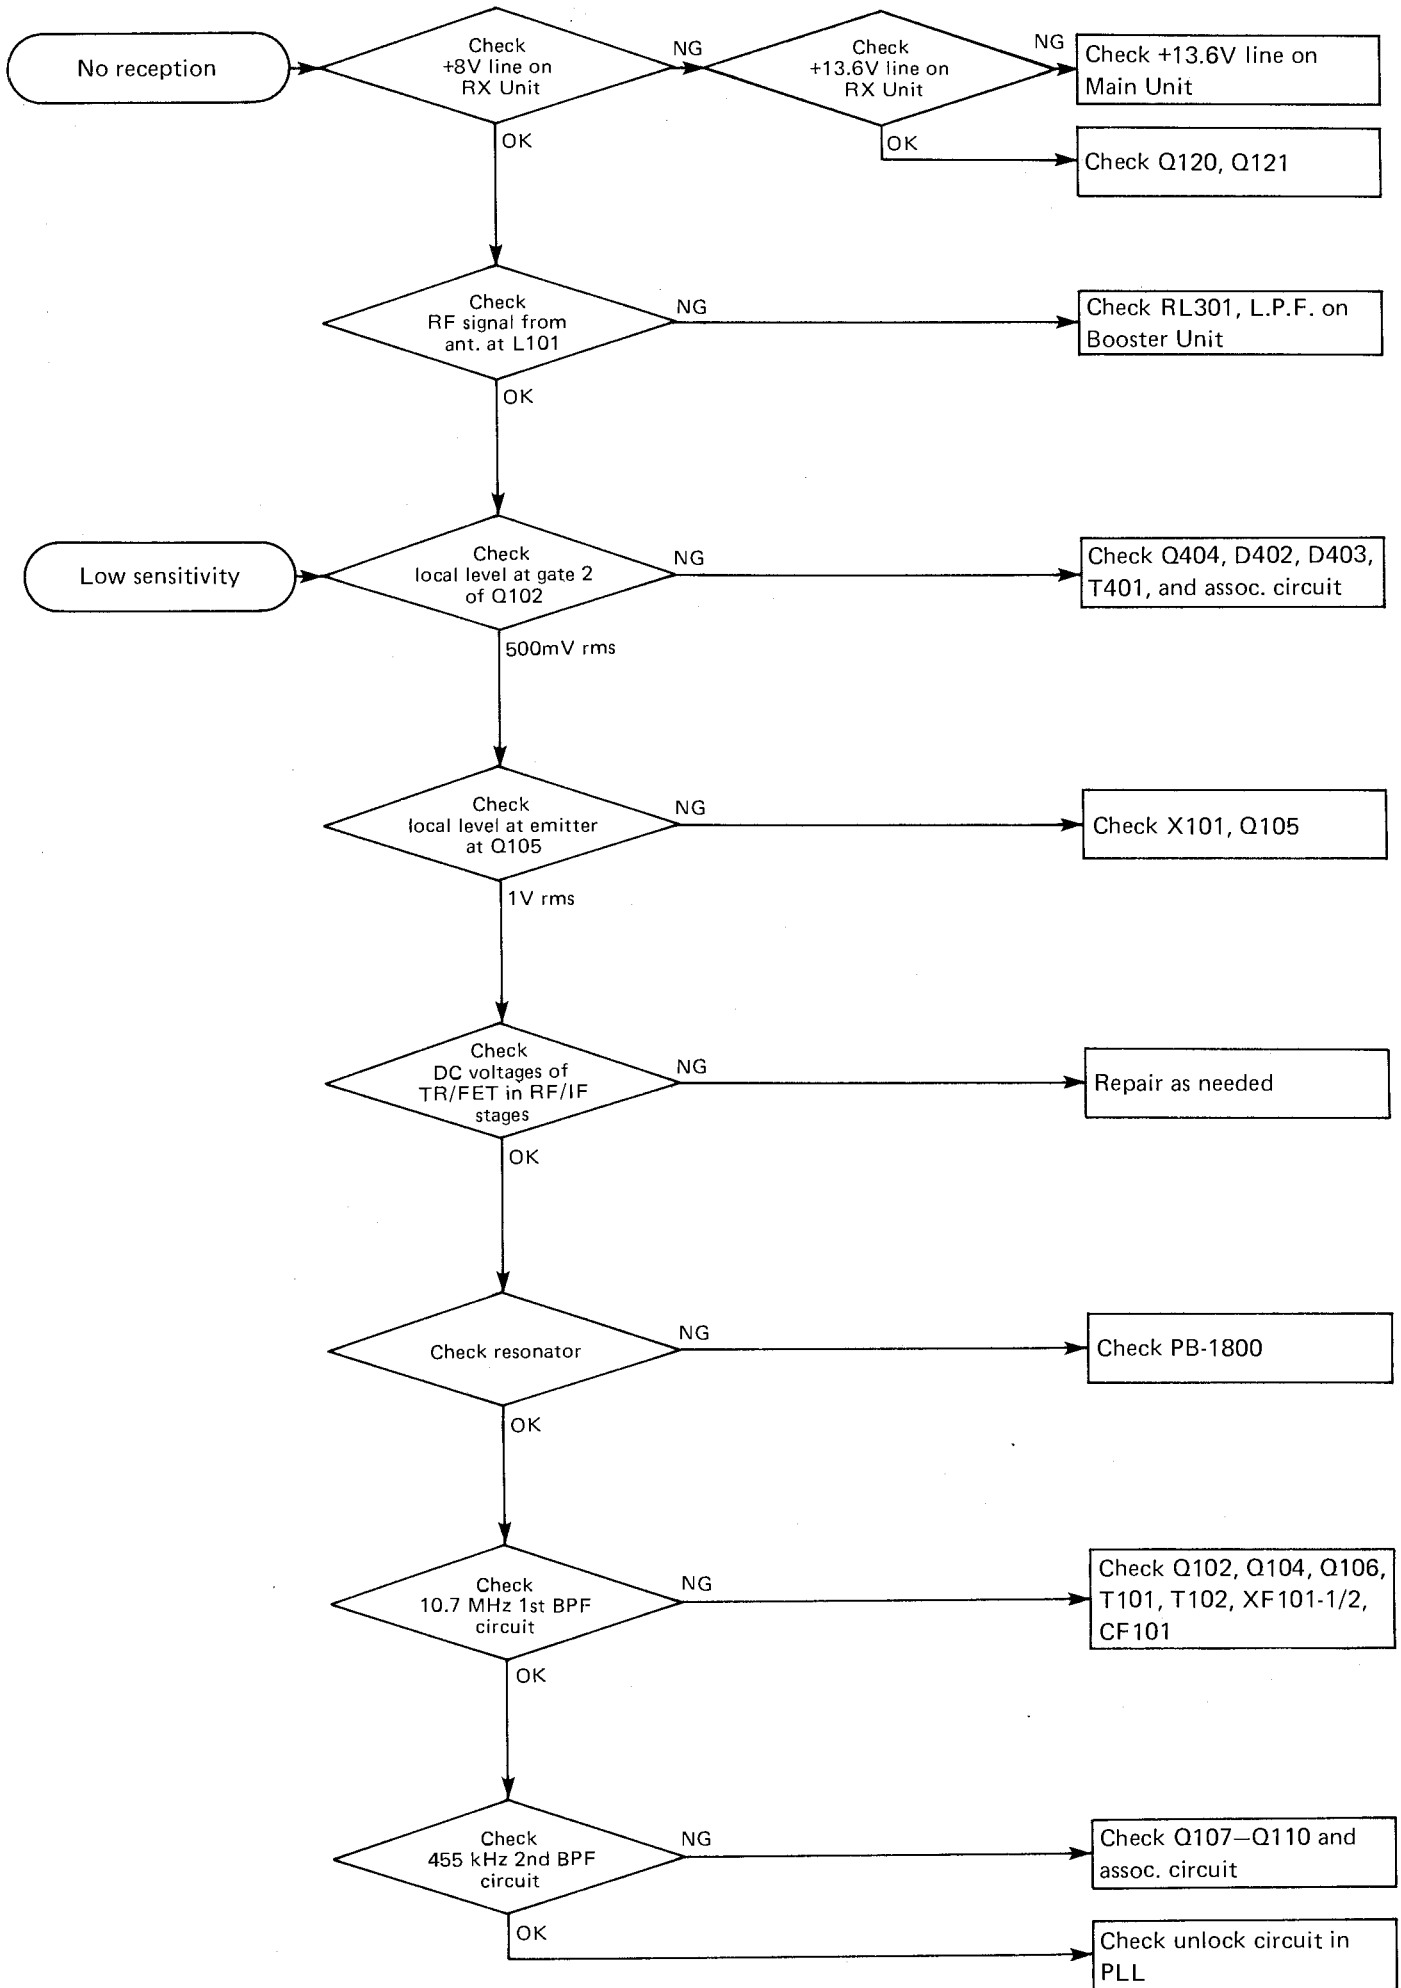 No reception
Check
+8V line on
RX Unit
NG
Check
+13.6V line on
RX Unit
NG
Check +13.6V line on
Main Unit
OK
OK
Check Q120, Q121
Check
RF signal from
ant. at L101
NG
Check RL301, L.P.F. on
Booster Unit
OK
Low sensitivity
Check
local level at gate 2
of Q102
NG
Check Q404, D402, D403,
T401, and assoc. circuit
500mV rms
Check
local level at emitter
at Q105
NG
Check X101, Q105
1V rms
Check
DC voltages of
TR/FET in RF/IF
stages
NG
Repair as needed
OK
Check resonator
NG
Check PB-1800
OK
Check
10.7 MHz 1st BPF
circuit
NG
Check Q102, Q104, Q106,
T101, T102, XF101-1/2,
CF101
OK
Check
455 kHz 2nd BPF
circuit
NG
Check Q107—Q110 and
assoc. circuit
OK
Check unlock circuit in
PLL